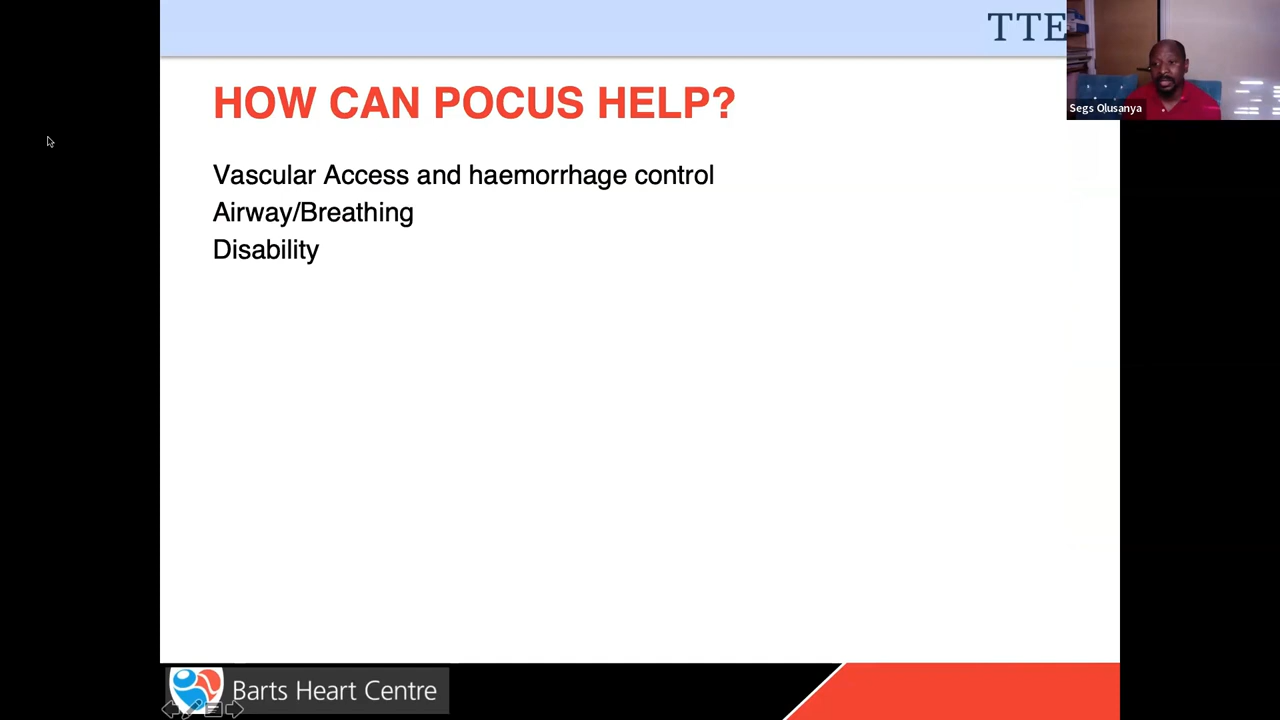 TTE
Segs Olusanya
HOW CAN POCUS HELP?
Vascular Access and haemorrhage control
Airway/Breathing
Disability
Barts Heart Centre